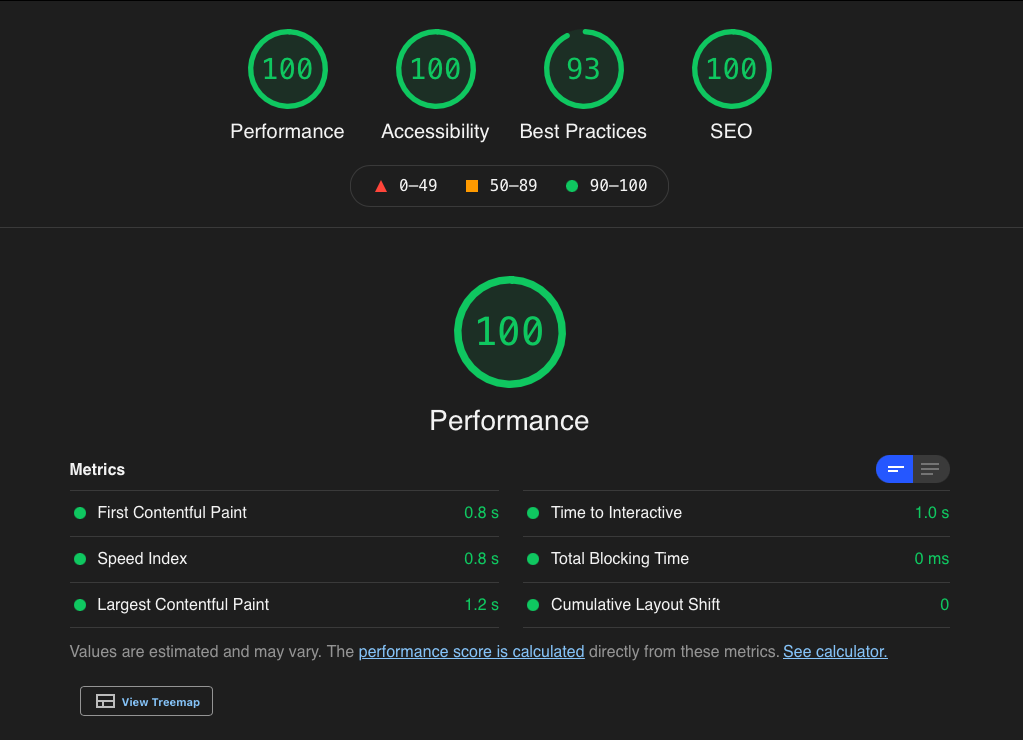 100 100 93 100
Performance Accessibility Best Practices SEO
0–49 50–89 90–100
100
Performance
Metrics
First Contentful Paint 0.8 s
Time to Interactive 1.0 s
Speed Index 0.8 s
Total Blocking Time 0 ms
Largest Contentful Paint 1.2 s
Cumulative Layout Shift 0
Values are estimated and may vary. The performance score is calculated directly from these metrics. See calculator.
View Treemap